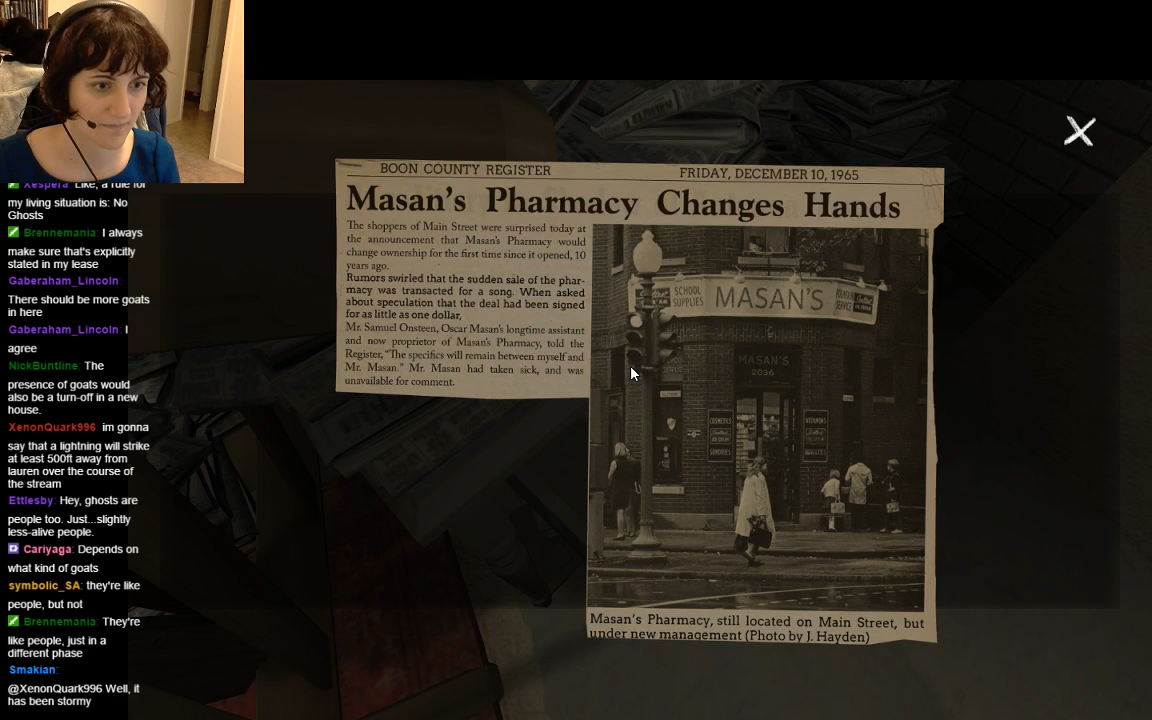 Xespera: Like, a rule for
my living situation is: No
Ghosts
Brennemania: I always
make sure that's explicitly
stated in my lease
Gaberaham_Lincoln:
There should be more goats
in here
Gaberaham_Lincoln: I
agree
NickBuntline: The
presence of goats would
also be a turn-off in a new
house.
XenonQuark996: im gonna
say that a lightning will strike
at least 500ft away from
lauren over the course of
the stream
Ettlesby: Hey, ghosts are
people too. Just...slightly
less-alive people.
Cariyaga: Depends on
what kind of goats
symbolic_SA: they're like
people, but not
Brennemania: They're
like people, just in a
different phase
Smakian:
@XenonQuark996 Well, it
has been stormy
BOON COUNTY REGISTER
FRIDAY, DECEMBER 10, 1965
Masan's Pharmacy Changes Hands
The shoppers of Main Street were surprised today at
the announcement that Masan's Pharmacy would
change ownership for the first time since it opened, 10
years ago.
Rumors swirled that the sudden sale of the phar-
macy was transacted for a song. When asked
about speculation that the deal had been signed
for as little as one dollar,
Mr. Samuel Onsteen, Oscar Masan's longtime assistant
and now proprietor of Masan's Pharmacy, told the
Register, "The specifics will remain between myself and
Mr. Masan." Mr. Masan had taken sick, and was
unavailable for comment.
SCHOOL
SUPPLIES
MASAN'S
FOUNTAIN
SERVICE
MASAN'S
2036
COSMETICS
ICE CREAM
SUNDRIES
VITAMINS
Masan's Pharmacy, still located on Main Street, but
under new management (Photo by J. Hayden)